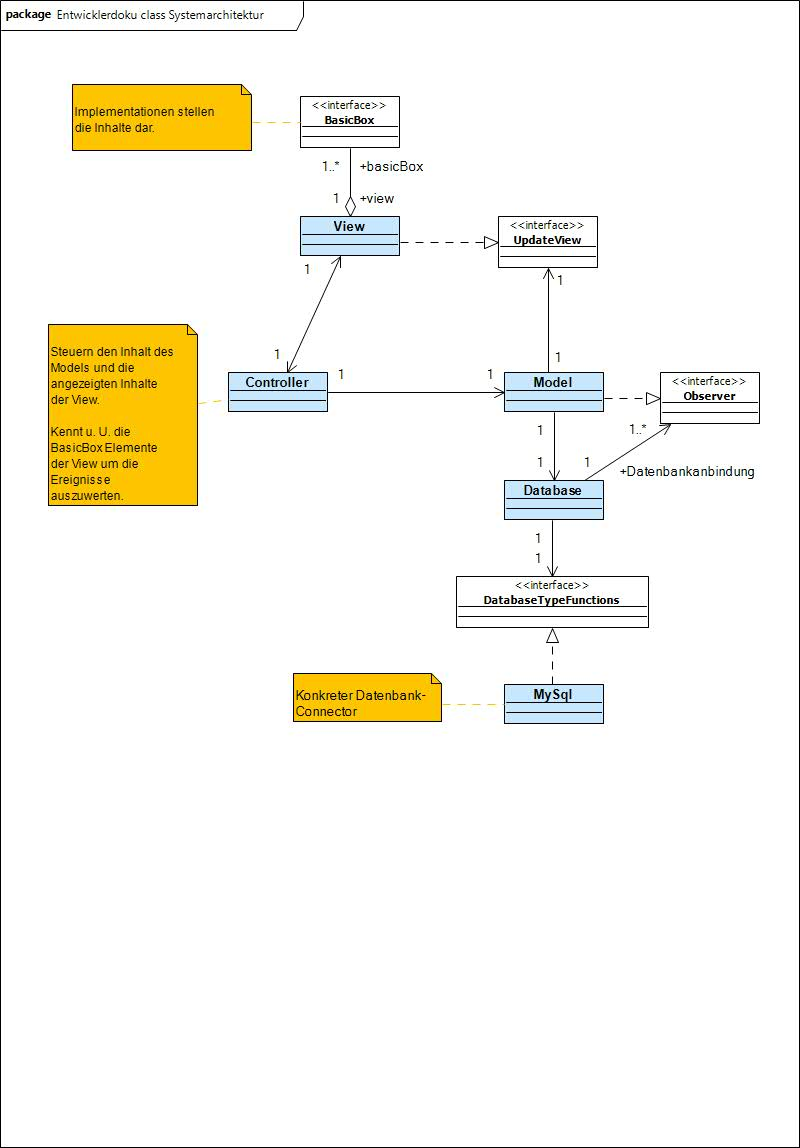 package Entwicklerdoku class Systemarchitektur
Implementationen stellen
die Inhalte dar.
<<interface>>
BasicBox
1..* +basicBox
1 +view
View
<<interface>>
UpdateView
1
1
Steuern den Inhalt des
Models und die
angezeigten Inhalte
der View.
Kennt u. U. die
BasicBox Elemente
der View um die
Ereignisse
auszuwerten.
1
1
Controller
1
1
Model
<<interface>>
Observer
1
1..*
1
1
+Datenbankanbindung
Database
1
1
<<interface>>
DatabaseTypeFunctions
Konkreter Datenbank-
Connector
MySql